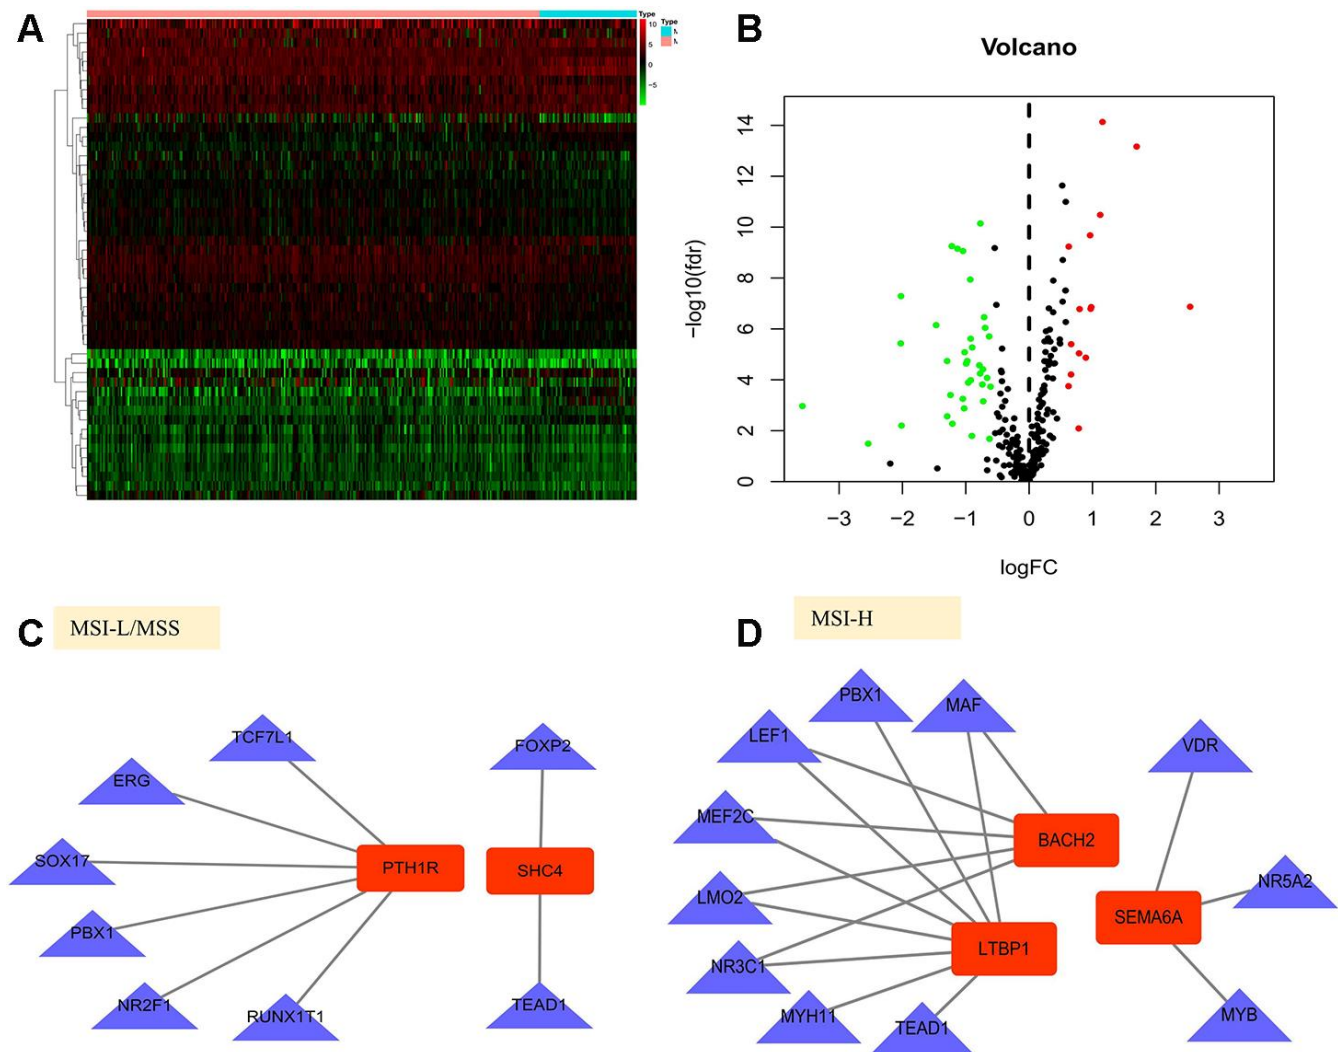 A
Type
10
5
0
−5
Type
B
Volcano
14
12
10
8
6
4
2
0
−log10(fdr)
−3 −2 −1 0 1 2 3
logFC
C
MSI-L/MSS
TCF7L1
FOXP2
ERG
SOX17
PTH1R
SHC4
PBX1
NR2F1
RUNX1T1
TEAD1
D
MSI-H
PBX1
MAF
LEF1
VDR
MEF2C
BACH2
LMO2
NR5A2
SEMA6A
LTBP1
NR3C1
MYH11
TEAD1
MYB